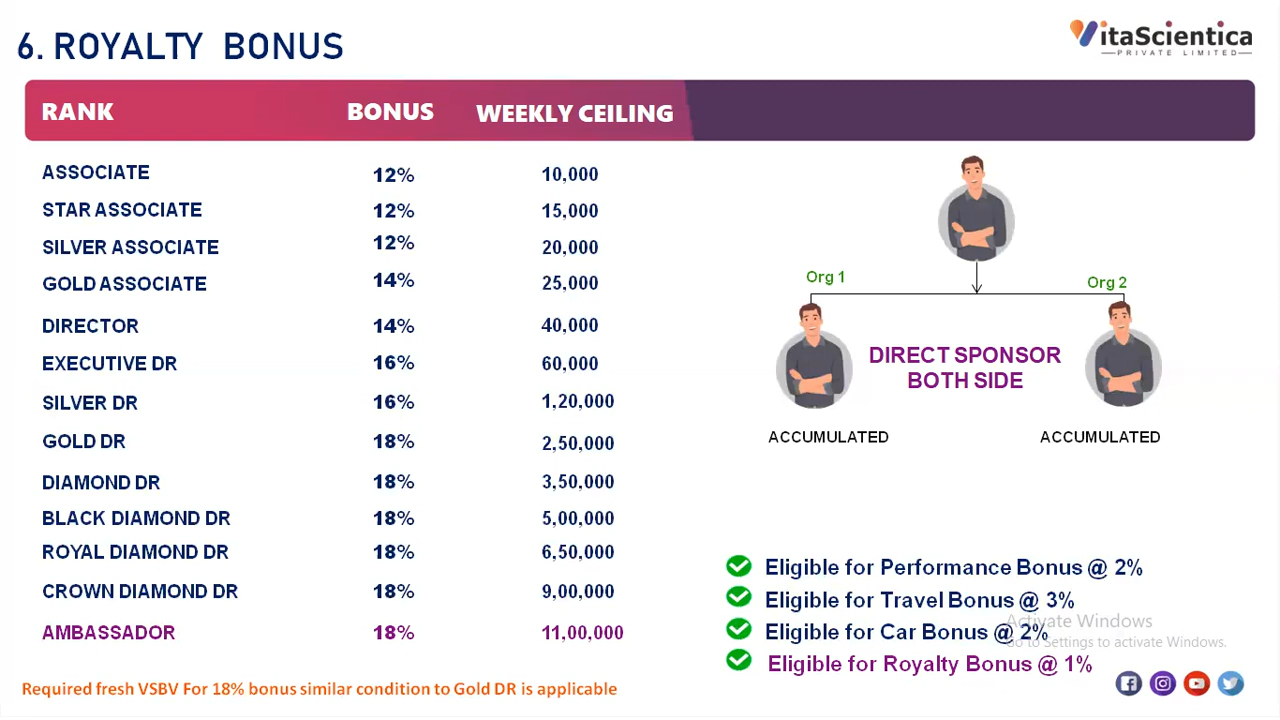 6. ROYALTY BONUS
VitaScientica
PRIVATE LIMITED
RANK BONUS WEEKLY CEILING
ASSOCIATE 12% 10,000
STAR ASSOCIATE 12% 15,000
SILVER ASSOCIATE 12% 20,000
GOLD ASSOCIATE 14% 25,000
DIRECTOR 14% 40,000
EXECUTIVE DR 16% 60,000
SILVER DR 16% 1,20,000
GOLD DR 18% 2,50,000
DIAMOND DR 18% 3,50,000
BLACK DIAMOND DR 18% 5,00,000
ROYAL DIAMOND DR 18% 6,50,000
CROWN DIAMOND DR 18% 9,00,000
AMBASSADOR 18% 11,00,000
Required fresh VSBV For 18% bonus similar condition to Gold DR is applicable
Org 1 Org 2
DIRECT SPONSOR
BOTH SIDE
ACCUMULATED ACCUMULATED
Eligible for Performance Bonus @ 2%
Eligible for Travel Bonus @ 3%
Eligible for Car Bonus @ 2%
Eligible for Royalty Bonus @ 1%
Activate Windows
Go to Settings to activate Windows.